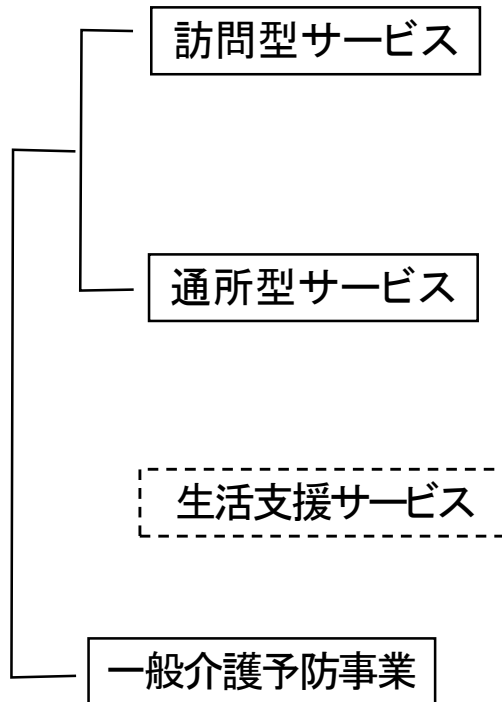 訪問型サービス
通所型サービス
生活支援サービス
一般介護予防事業